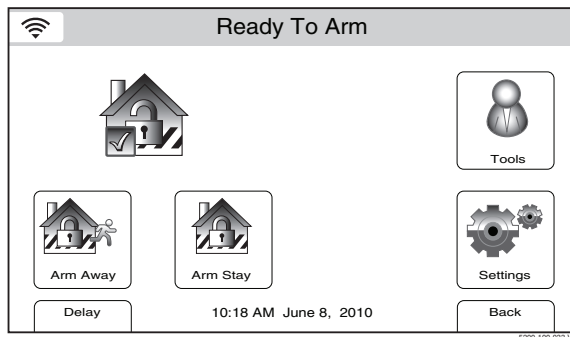 Ready To Arm
Tools
Arm Away
Arm Stay
Settings
Delay
10:18 AM June 8, 2010
Back